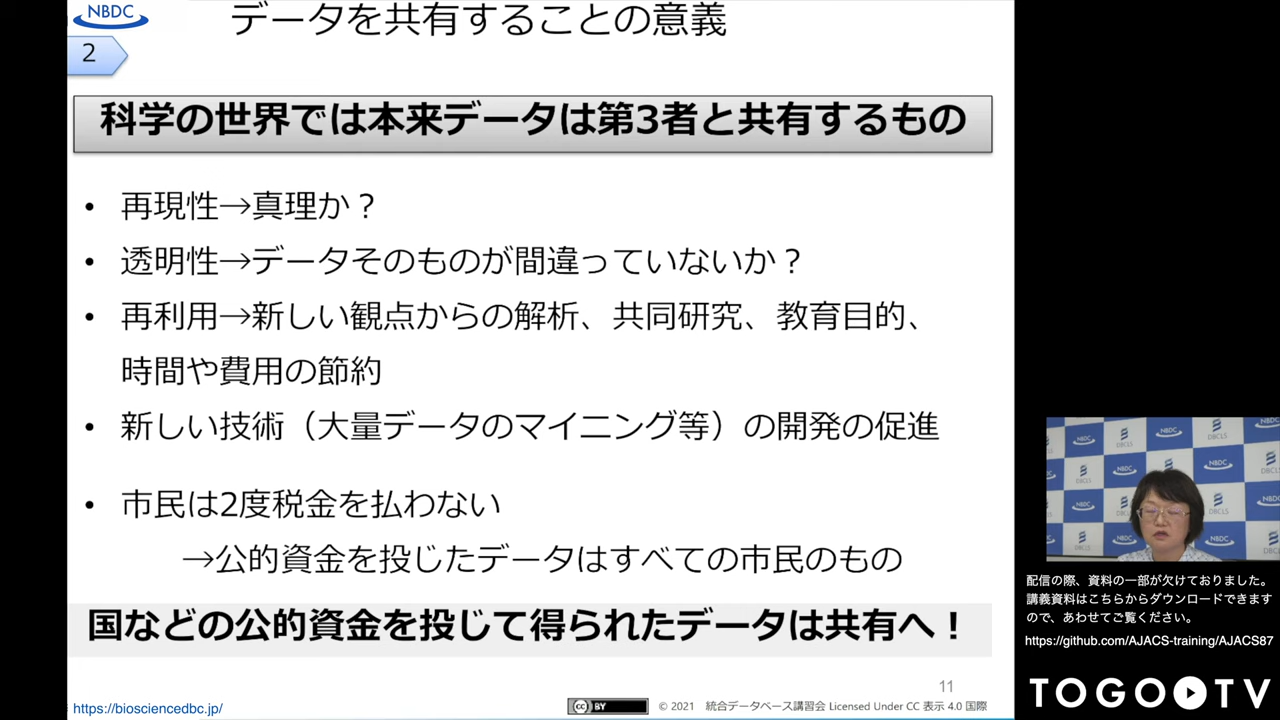 NBDC
データを共有することの意義
2
科学の世界では本来データは第3者と共有するもの
• 再現性→真理か？
• 透明性→データそのものが間違っていないか？
• 再利用→新しい観点からの解析、共同研究、教育目的、
時間や費用の節約
• 新しい技術（大量データのマイニング等）の開発の促進
• 市民は2度税金を払わない
→公的資金を投じたデータはすべての市民のもの
国などの公的資金を投じて得られたデータは共有へ！
11
https://biosciencedbc.jp/
cc BY
© 2021 統合データベース講習会 Licensed Under CC 表示 4.0 国際
NBDC
DBCLS
配信の際、資料の一部が欠けておりました。
講義資料はこちらからダウンロードできます
ので、あわせてご覧ください。
https://github.com/AJACS-training/AJACS87
TOGO TV